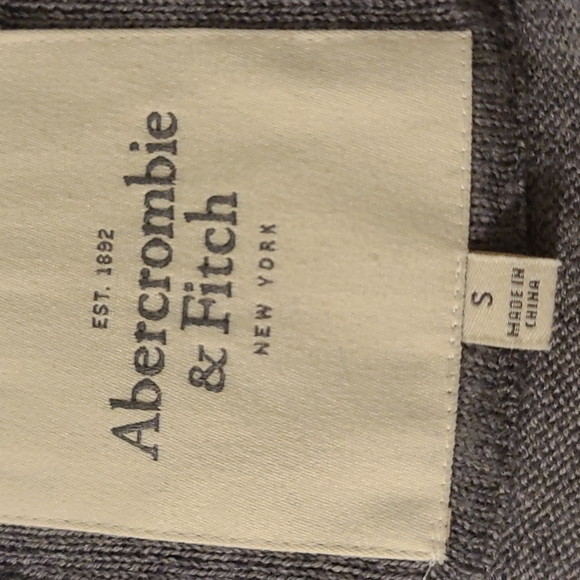 EST. 1892
Abercrombie
& Fitch
NEW YORK
S
MADE IN
CHINA